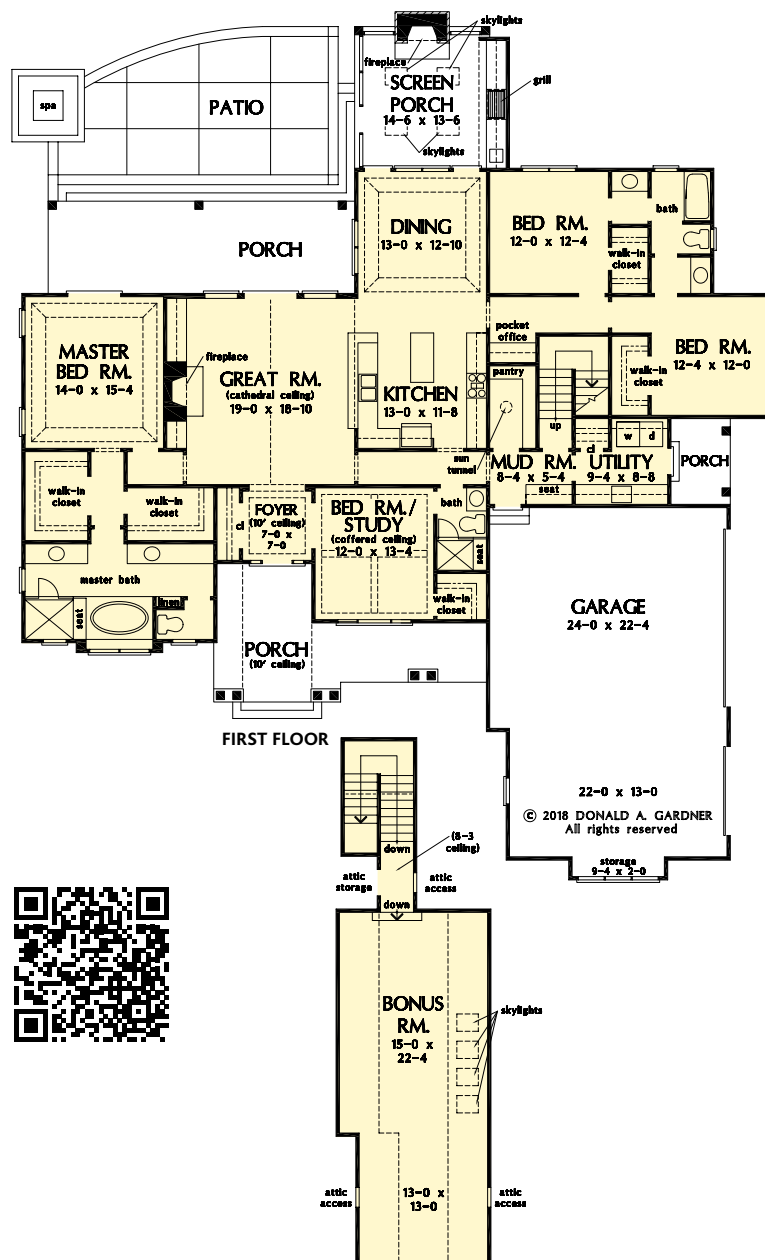 skylights
fireplace
SCREEN
PORCH
14-6 x 13-6
grill
skylights
spa
PATIO
DINING
13-0 x 12-10
BED RM.
12-0 x 12-4
bath
walk-in
closet
PORCH
MASTER
BED RM.
14-0 x 15-4
fireplace
GREAT RM.
(cathedral ceiling)
19-0 x 18-10
KITCHEN
13-0 x 11-8
pocket
office
pantry
up
walk-in
closet
BED RM.
12-4 x 12-0
sun
tunnel
MUD RM.
8-4 x 5-4
seat
cl
w d
UTILITY
9-4 x 8-8
PORCH
walk-in
closet
walk-in
closet
cl
FOYER
(10' ceiling)
7-0 x
7-0
BED RM./
STUDY
(coffered ceiling)
12-0 x 13-4
bath
seat
walk-in
closet
master bath
seat
linen
GARAGE
24-0 x 22-4
PORCH
(10' ceiling)
FIRST FLOOR
22-0 x 13-0
© 2018 DONALD A. GARDNER
All rights reserved
storage
9-4 x 2-0
down
(8-3
ceiling)
attic
storage
attic
access
down
BONUS
RM.
15-0 x
22-4
skylights
attic
access
13-0 x
13-0
attic
access